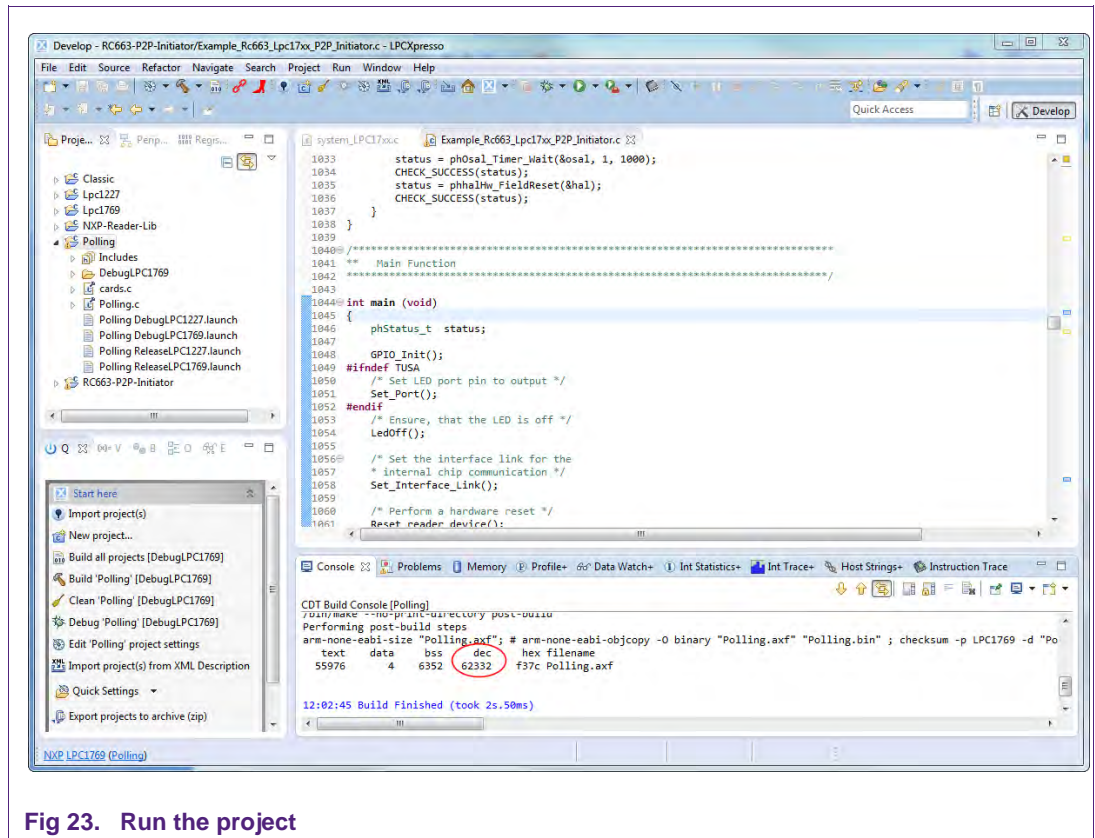 Develop - RC663-P2P-Initiator/Example_Rc663_Lpc17xx_P2P_Initiator.c - LPCXpresso
File Edit Source Refactor Navigate Search Project Run Window Help
Quick Access
Develop
Proje... Perip... Regis...
Classic
Lpc1227
Lpc1769
NXP-Reader-Lib
Polling
Includes
DebugLPC1769
cards.c
Polling.c
Polling DebugLPC1227.launch
Polling DebugLPC1769.launch
Polling ReleaseLPC1227.launch
Polling ReleaseLPC1769.launch
RC663-P2P-Initiator
system_LPC17xx.c Example_Rc663_Lpc17xx_P2P_Initiator.c
1033 status = phOsal_Timer_Wait(&osal, 1, 1000);
1034 CHECK_SUCCESS(status);
1035 status = phhalHw_FieldReset(&hal);
1036 CHECK_SUCCESS(status);
1037 }
1038 }
1039
1040 /********************************************************************************
1041 ** Main Function
1042 ********************************************************************************/
1043
1044 int main (void)
1045 {
1046 phStatus_t status;
1047
1048 GPIO_Init();
1049 #ifndef TUSA
1050 /* Set LED port pin to output */
1051 Set_Port();
1052 #endif
1053 /* Ensure, that the LED is off */
1054 LedOff();
1055
1056 /* Set the interface link for the
1057 * internal chip communication */
1058 Set_Interface_Link();
1059
1060 /* Perform a hardware reset */
1061 Reset_reader_device();
Q V B O E
Start here
Import project(s)
New project...
Build all projects [DebugLPC1769]
Build 'Polling' [DebugLPC1769]
Clean 'Polling' [DebugLPC1769]
Debug 'Polling' [DebugLPC1769]
Edit 'Polling' project settings
Import project(s) from XML Description
Quick Settings
Export projects to archive (zip)
Console Problems Memory Profile+ Data Watch+ Int Statistics+ Int Trace+ Host Strings+ Instruction Trace
CDT Build Console [Polling]
/bin/make --no-print-directory post-build
Performing post-build steps
arm-none-eabi-size "Polling.axf"; # arm-none-eabi-objcopy -O binary "Polling.axf" "Polling.bin" ; checksum -p LPC1769 -d "Po
text data bss dec hex filename
55976 4 6352 62332 f37c Polling.axf
12:02:45 Build Finished (took 2s.50ms)
NXP LPC1769 (Polling)
Fig 23. Run the project